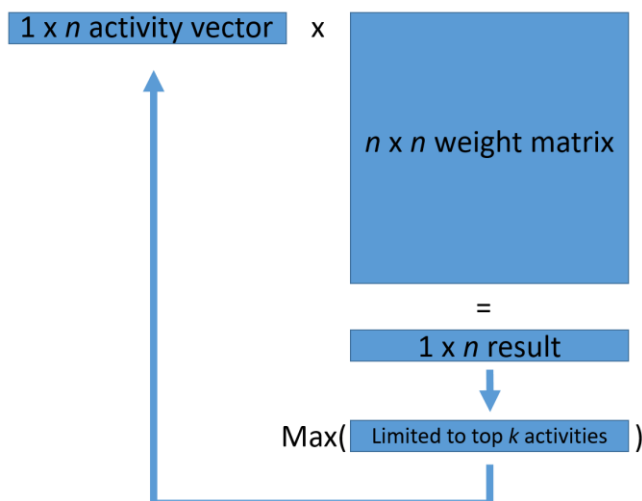 1 x n activity vector x
n x n weight matrix
=
1 x n result
Max( Limited to top k activities )